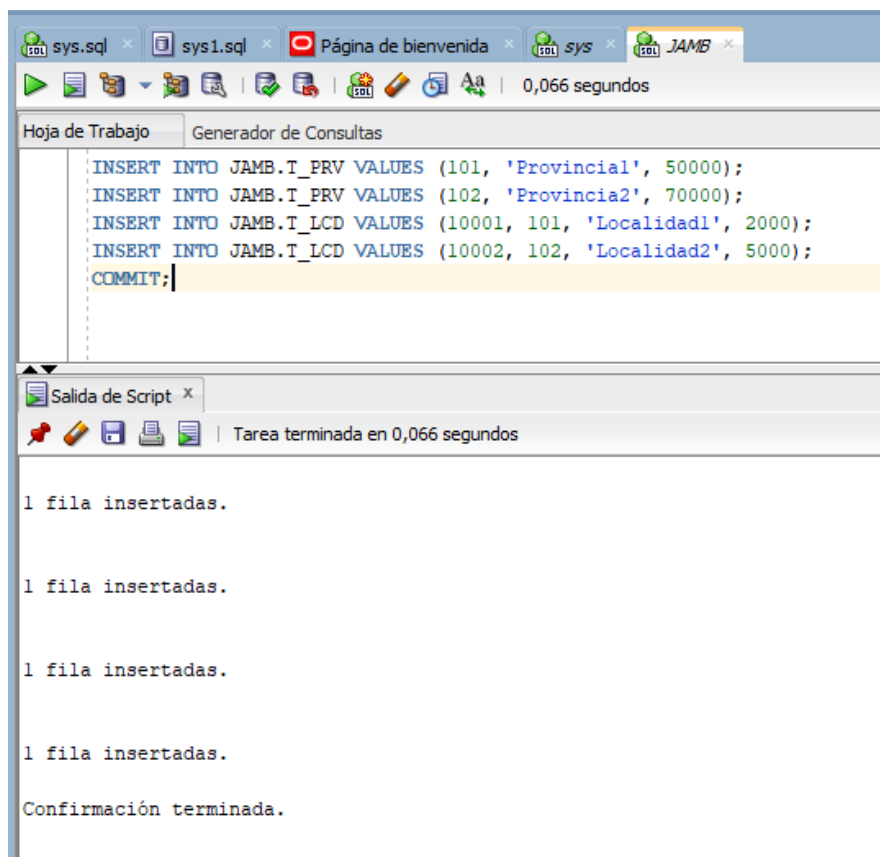 sys.sql sys1.sql Página de bienvenida sys JAMB
0,066 segundos
Hoja de Trabajo Generador de Consultas
INSERT INTO JAMB.T_PRV VALUES (101, 'Provincia1', 50000);
INSERT INTO JAMB.T_PRV VALUES (102, 'Provincia2', 70000);
INSERT INTO JAMB.T_LCD VALUES (10001, 101, 'Localidad1', 2000);
INSERT INTO JAMB.T_LCD VALUES (10002, 102, 'Localidad2', 5000);
COMMIT;
Salida de Script
Tarea terminada en 0,066 segundos
1 fila insertadas.
1 fila insertadas.
1 fila insertadas.
1 fila insertadas.
Confirmación terminada.